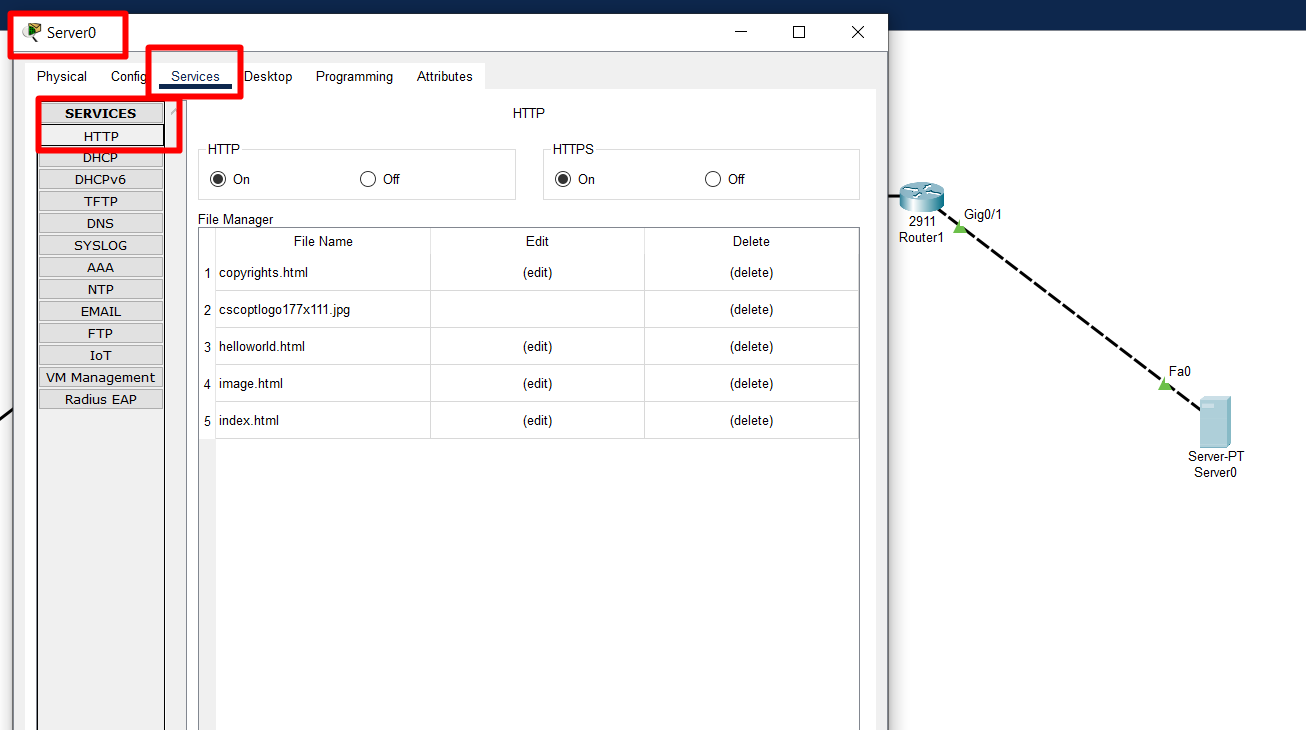 Server0
Physical Config Services Desktop Programming Attributes
SERVICES
HTTP
DHCP
DHCPv6
TFTP
DNS
SYSLOG
AAA
NTP
EMAIL
FTP
IoT
VM Management
Radius EAP
HTTP
HTTP
On Off
HTTPS
On Off
File Manager
File Name Edit Delete
1 copyrights.html (edit) (delete)
2 cscoptlogo177x111.jpg (delete)
3 helloworld.html (edit) (delete)
4 image.html (edit) (delete)
5 index.html (edit) (delete)
2911
Router1
Gig0/1
Fa0
Server-PT
Server0